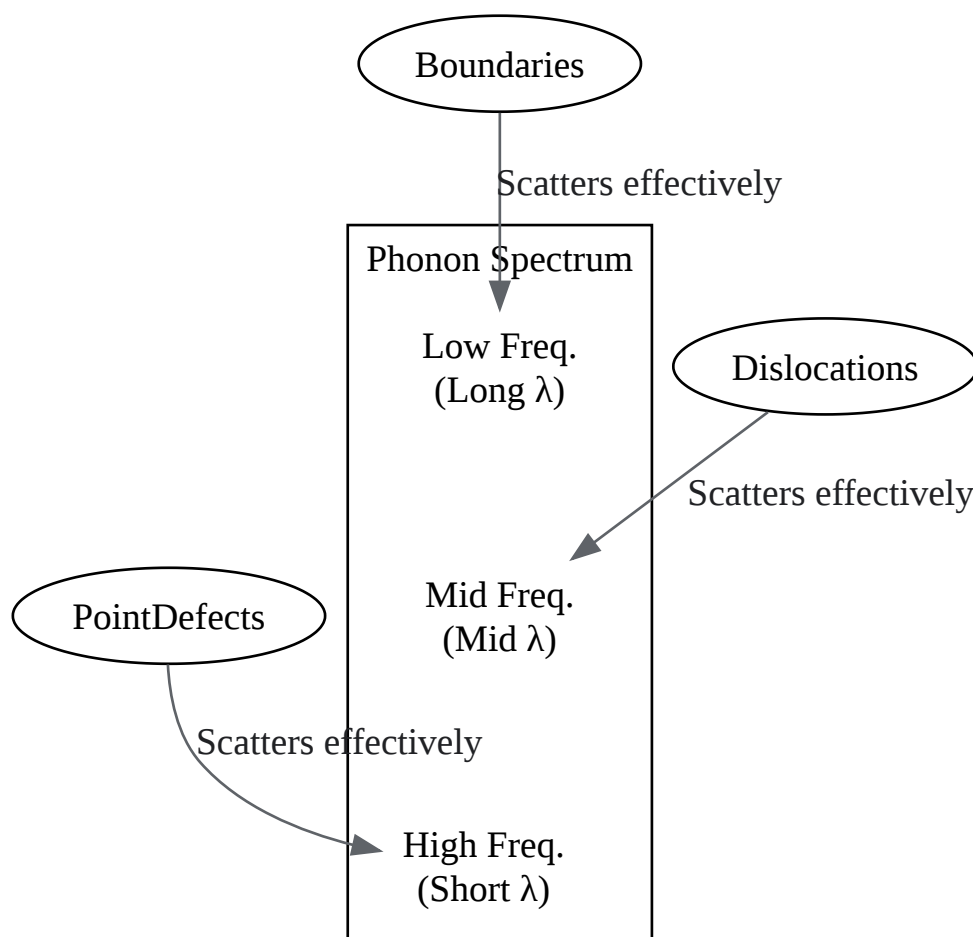 Boundaries
Scatters effectively
Phonon Spectrum
Low Freq.
(Long λ)
Dislocations
Scatters effectively
Mid Freq.
(Mid λ)
PointDefects
Scatters effectively
High Freq.
(Short λ)